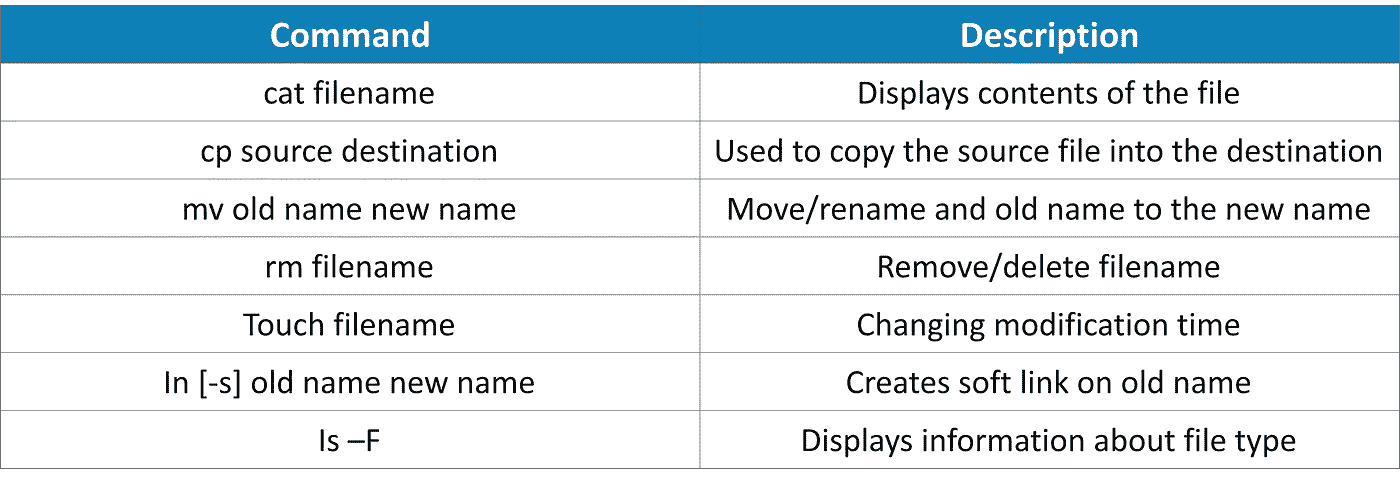 Command Description
cat filename Displays contents of the file
cp source destination Used to copy the source file into the destination
mv old name new name Move/rename and old name to the new name
rm filename Remove/delete filename
Touch filename Changing modification time
In [-s] old name new name Creates soft link on old name
Is –F Displays information about file type